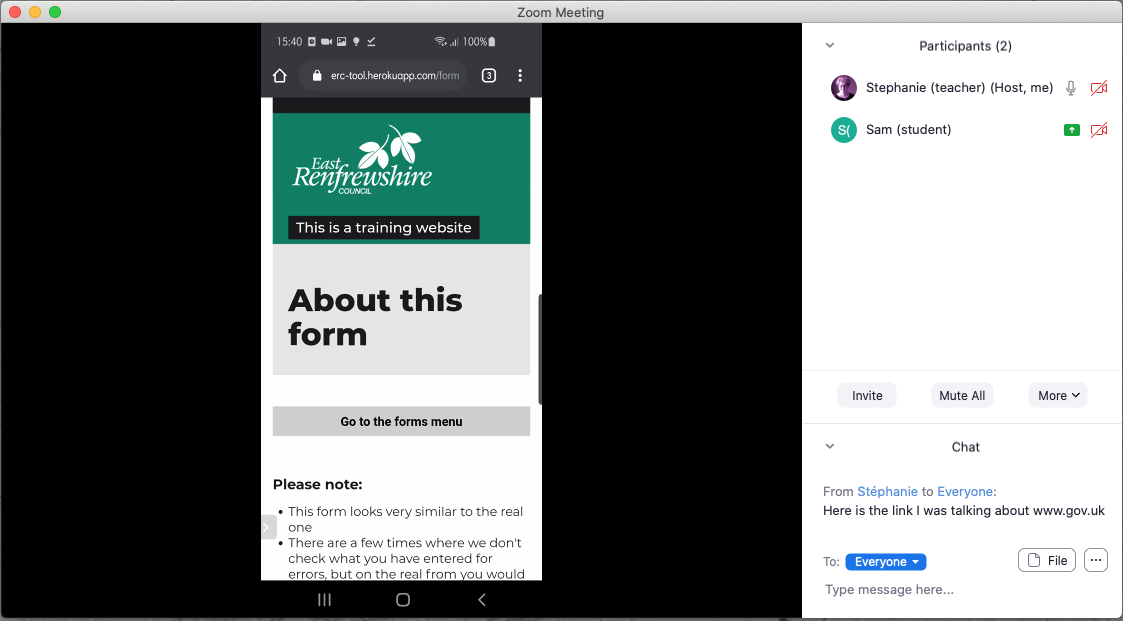 Zoom Meeting
15:40
100%
erc-tool.herokuapp.com/form
3
East
Renfrewshire
COUNCIL
This is a training website
About this
form
Go to the forms menu
Please note:
• This form looks very similar to the real
one
• There are a few times where we don't
check what you have entered for
errors, but on the real from you would
Participants (2)
Stephanie (teacher) (Host, me)
S(
Sam (student)
Invite
Mute All
More
Chat
From Stéphanie to Everyone:
Here is the link I was talking about www.gov.uk
To: Everyone
File
Type message here...